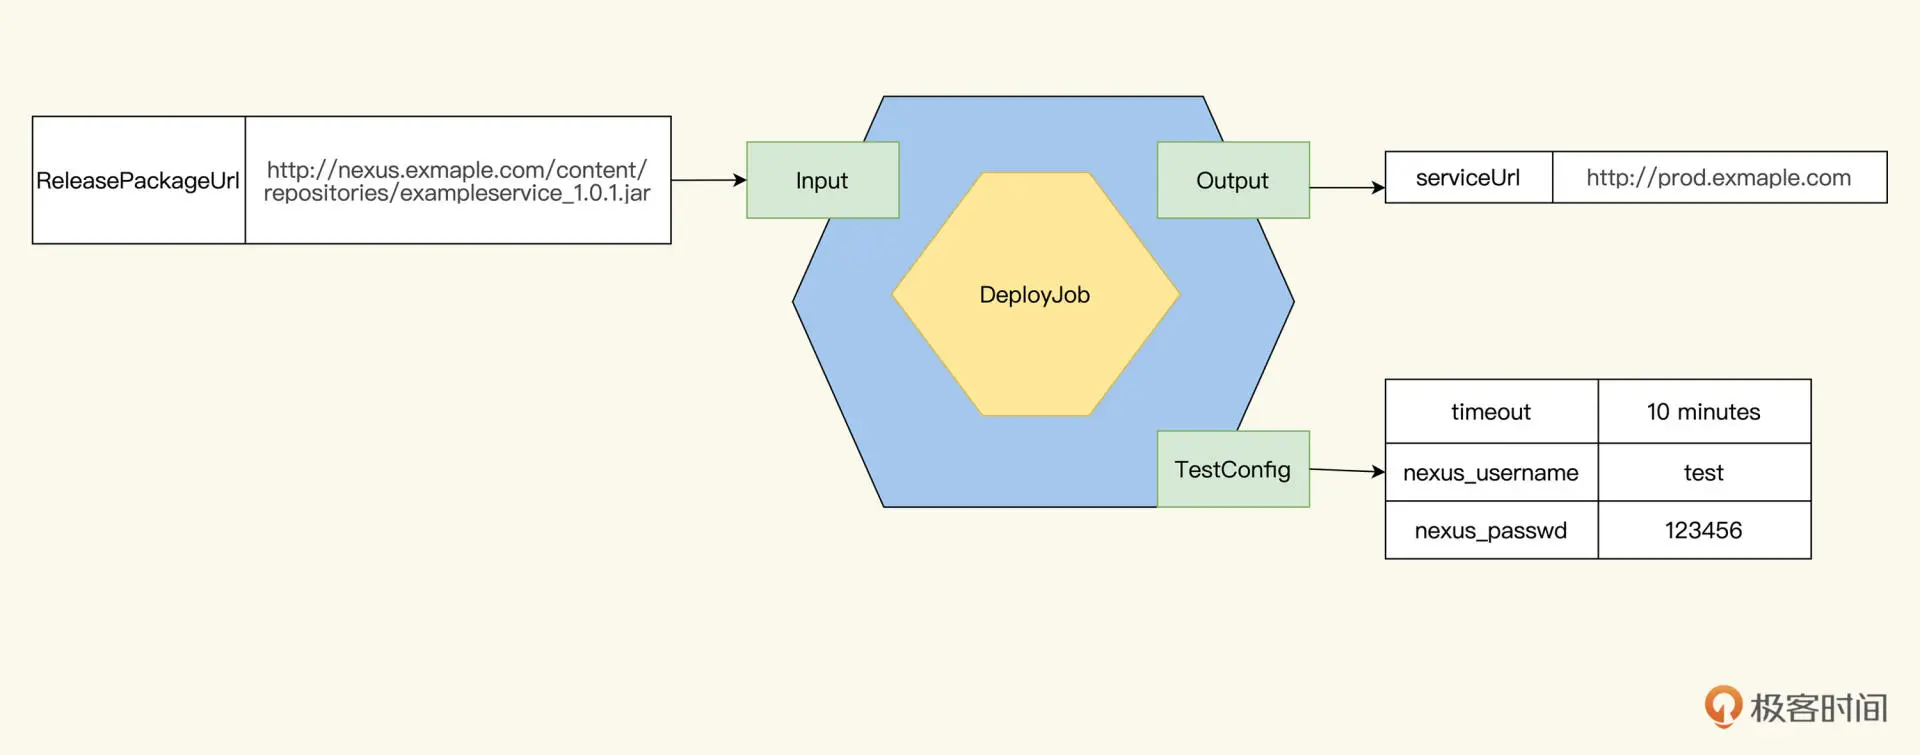 ReleasePackageUrl
http://nexus.exmaple.com/content/
repositories/exampleservice_1.0.1.jar
Input
Output
serviceUrl
http://prod.exmaple.com
DeployJob
TestConfig
timeout
10 minutes
nexus_username
test
nexus_passwd
123456
极客时间